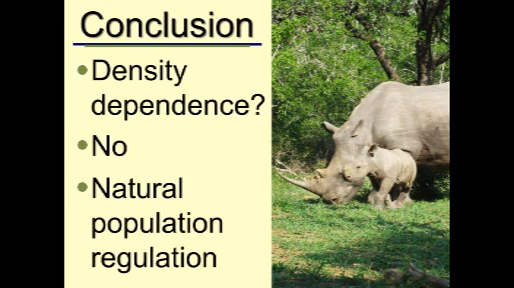 Conclusion
Density
dependence?
No
Natural
population
regulation